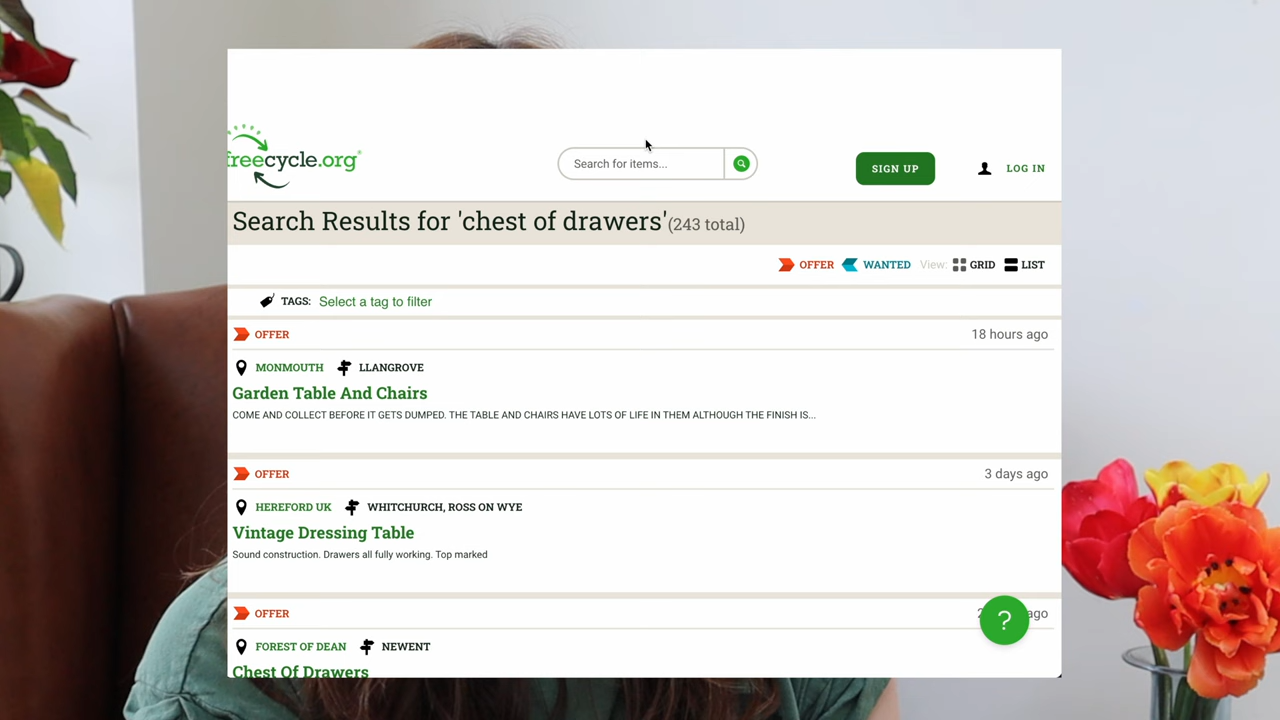 freecycle.org
Search for items...
SIGN UP
LOG IN
Search Results for 'chest of drawers'(243 total)
OFFER WANTED View: GRID LIST
TAGS: Select a tag to filter
OFFER 18 hours ago
MONMOUTH LLANGROVE
Garden Table And Chairs
COME AND COLLECT BEFORE IT GETS DUMPED. THE TABLE AND CHAIRS HAVE LOTS OF LIFE IN THEM ALTHOUGH THE FINISH IS...
OFFER 3 days ago
HEREFORD UK WHITCHURCH, ROSS ON WYE
Vintage Dressing Table
Sound construction. Drawers all fully working. Top marked
OFFER ago
?
FOREST OF DEAN NEWENT
Chest Of Drawers